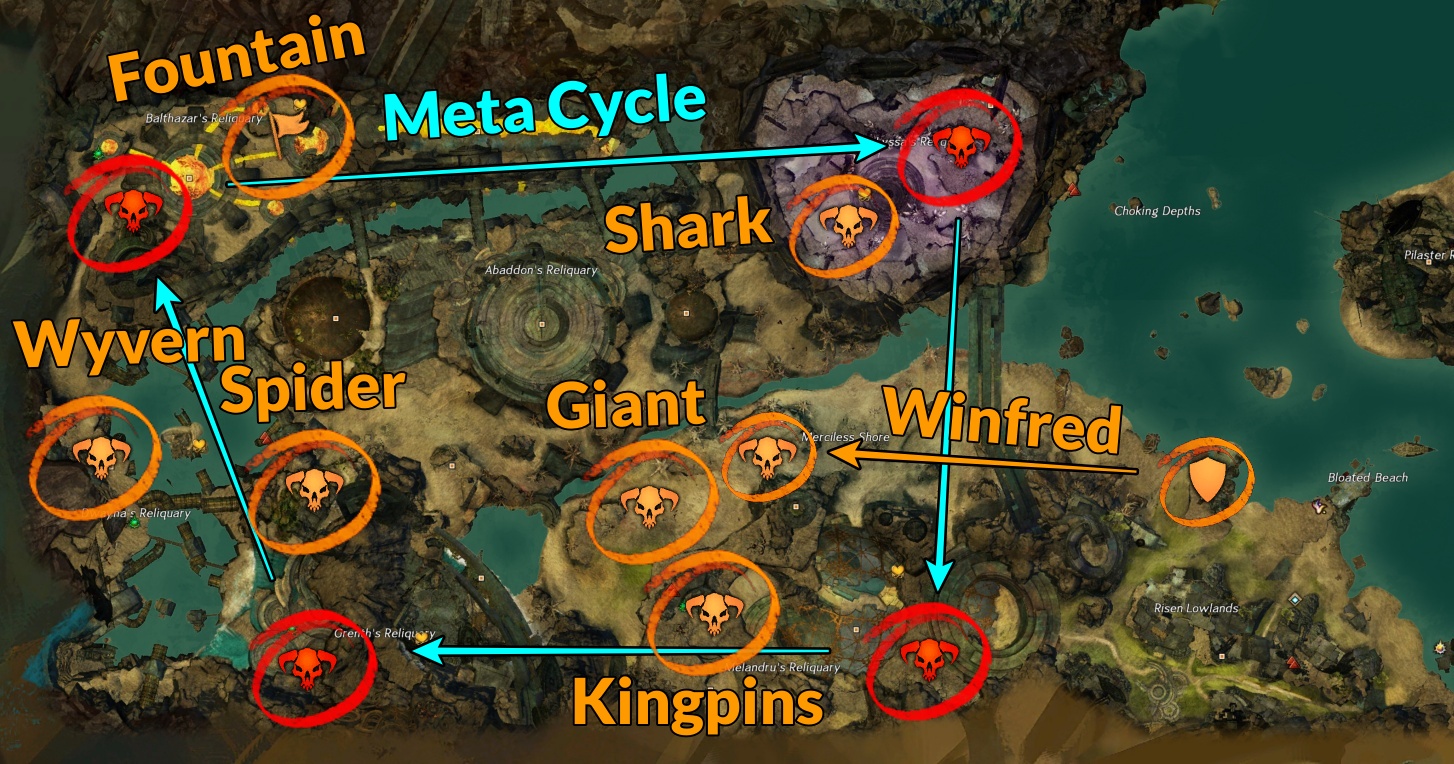 Fountain
Balthazar's Reliquary
Meta Cycle
Shark
Choking Depths
Abaddon's Reliquary
Wyvern
Spider
Giant
Winfred
Merciless Shore
Bloated Beach
Reliquary
Risen Lowlands
Grenth's Reliquary
Reliquary
Kingpins